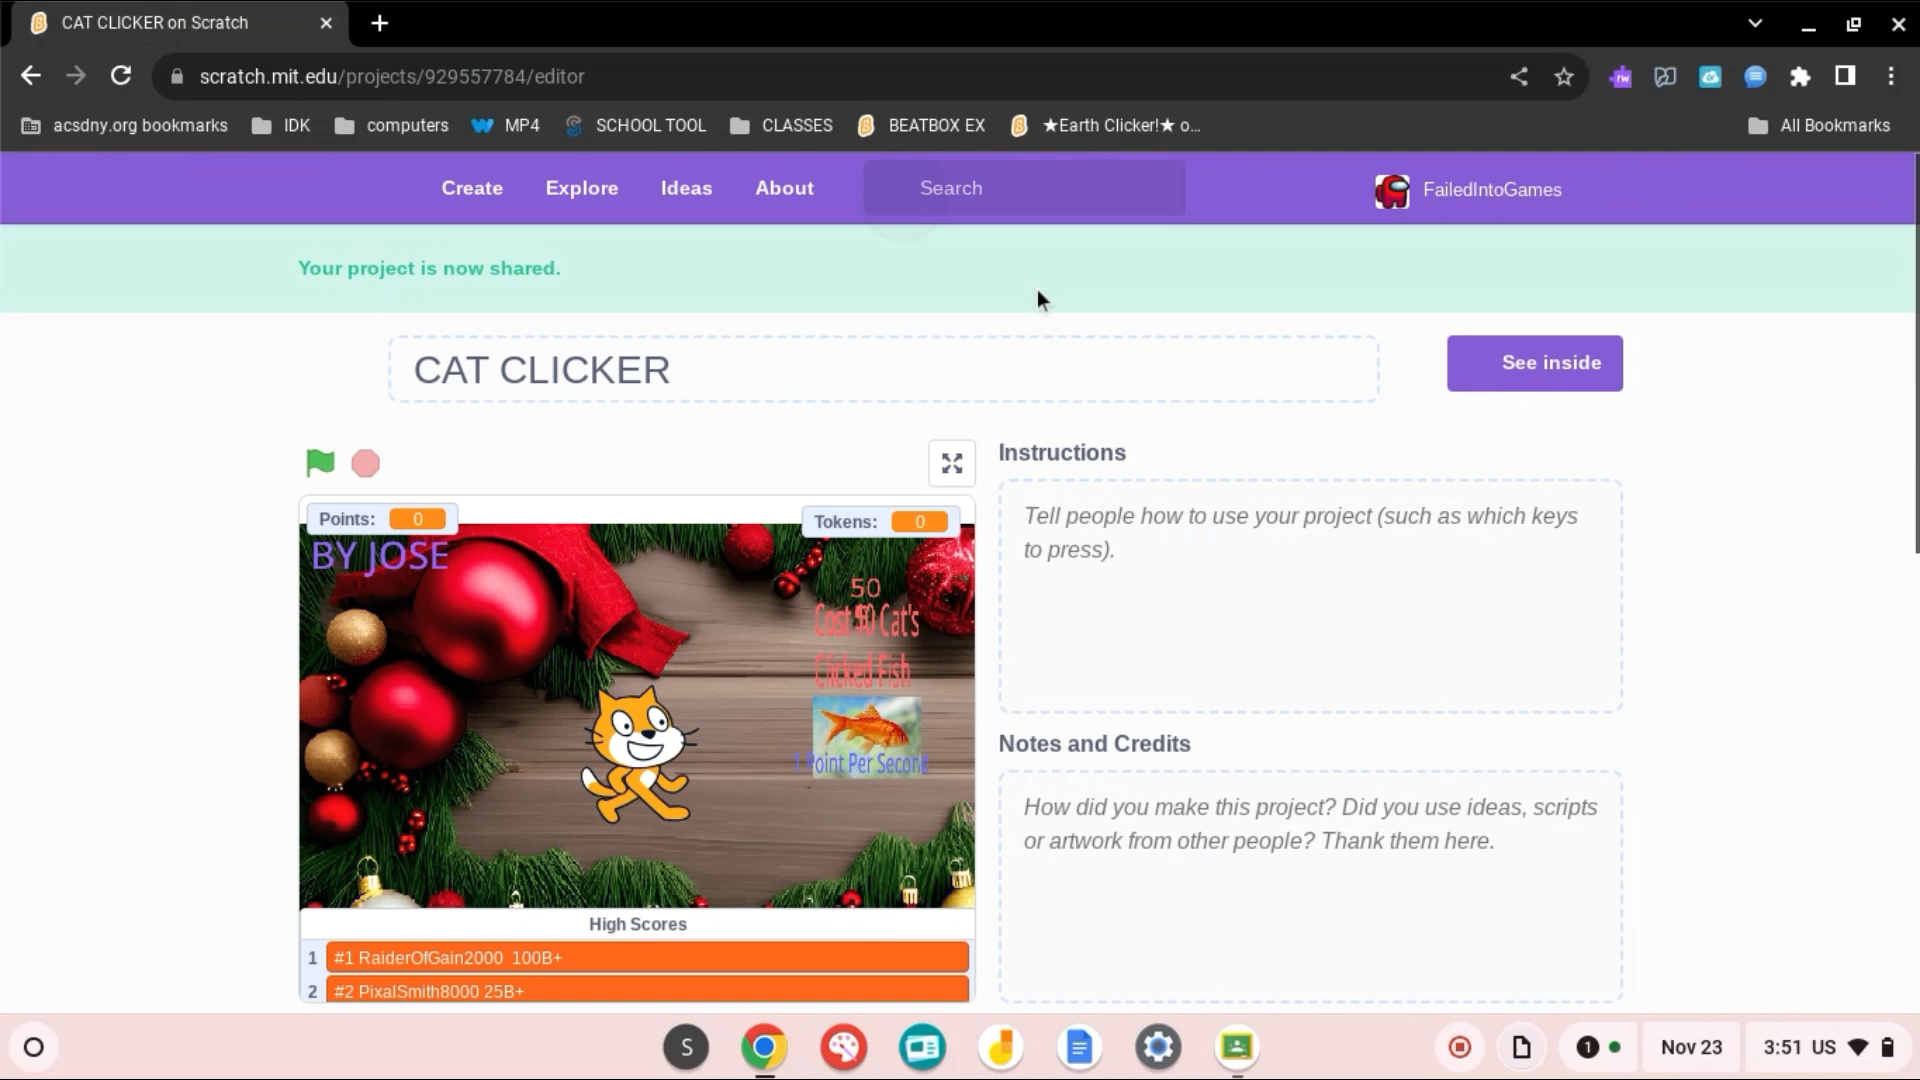 CAT CLICKER on Scratch
scratch.mit.edu/projects/929557784/editor
rw
acsdny.org bookmarks
IDK
computers
MP4
SCHOOL TOOL
CLASSES
BEATBOX EX
★Earth Clicker!★ o...
All Bookmarks
Create
Explore
Ideas
About
Search
FailedIntoGames
Your project is now shared.
CAT CLICKER
See inside
Points: 0
Tokens: 0
BY JOSE
50
Cost Cat's
Clicked Fish
1 Point Per Second
High Scores
1 #1 RaiderOfGain2000 100B+
2 #2 PixalSmith8000 25B+
Instructions
Tell people how to use your project (such as which keys
to press).
Notes and Credits
How did you make this project? Did you use ideas, scripts
or artwork from other people? Thank them here.
S
1
Nov 23
3:51 US